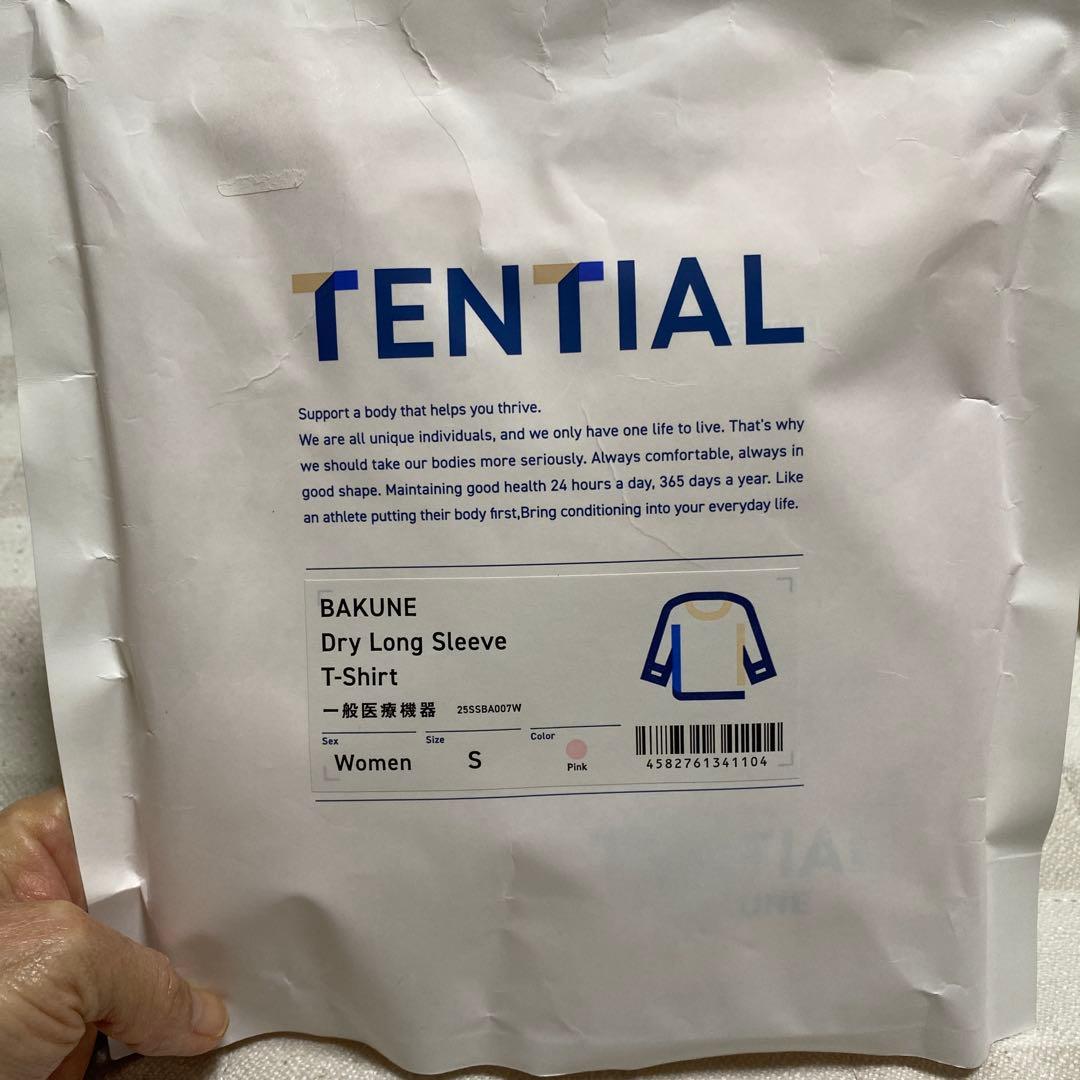 TENTIAL
Support a body that helps you thrive.
We are all unique individuals, and we only have one life to live. That's why
we should take our bodies more seriously. Always comfortable, always in
good shape. Maintaining good health 24 hours a day, 365 days a year. Like
an athlete putting their body first,Bring conditioning into your everyday life.
BAKUNE
Dry Long Sleeve
T-Shirt
一般医療機器 25SSBA007W
Sex Size Color
Women S Pink
4582761341104